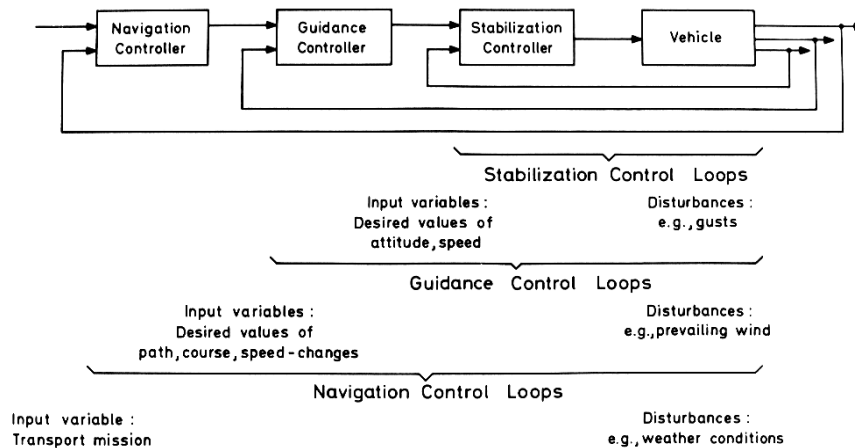 Navigation
Controller
Guidance
Controller
Stabilization
Controller
Vehicle
Stabilization Control Loops
Input variables :
Desired values of
attitude, speed
Disturbances :
e.g., gusts
Guidance Control Loops
Input variables :
Desired values of
path, course, speed-changes
Disturbances :
e.g., prevailing wind
Navigation Control Loops
Input variable :
Transport mission
Disturbances :
e.g., weather conditions